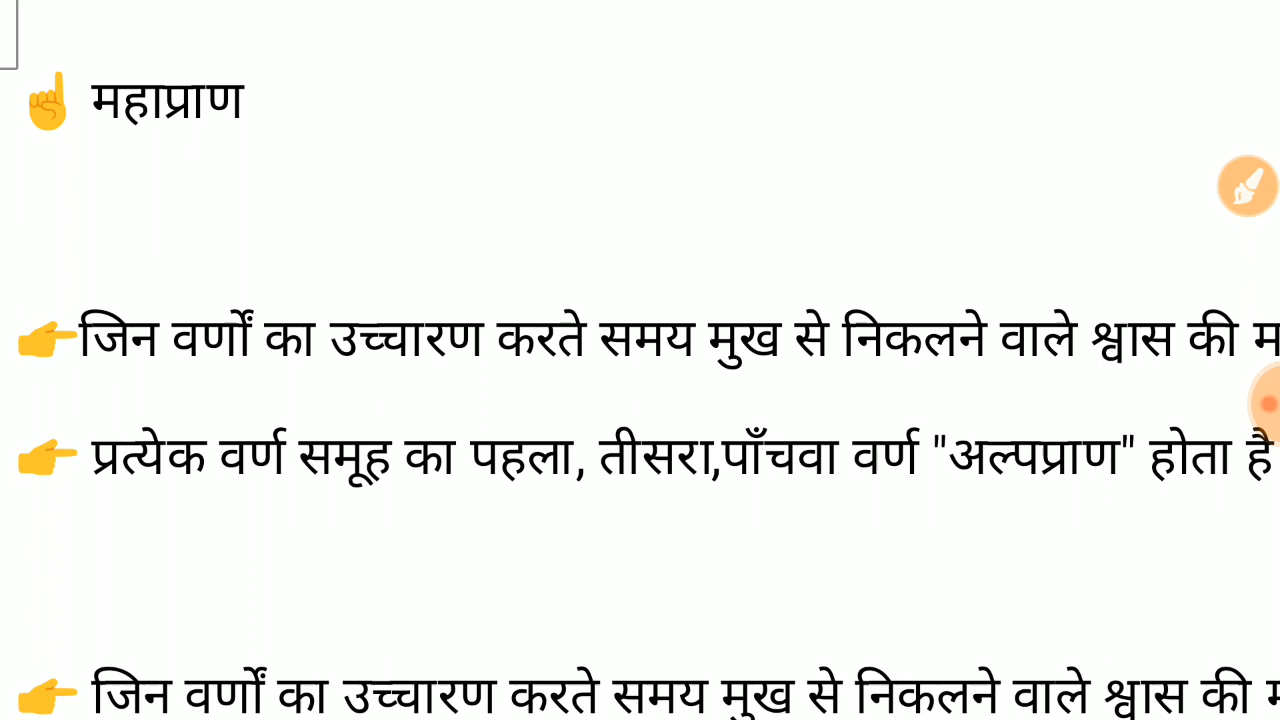 ☝ महाप्राण
👉जिन वर्णों का उच्चारण करते समय मुख से निकलने वाले श्वास की
👉 प्रत्येक वर्ण समूह का पहला, तीसरा,पाँचवा वर्ण "अल्पप्राण" होता है
👉 जिन वर्णों का उच्चारण करते समय मुख से निकलने वाले श्वास की